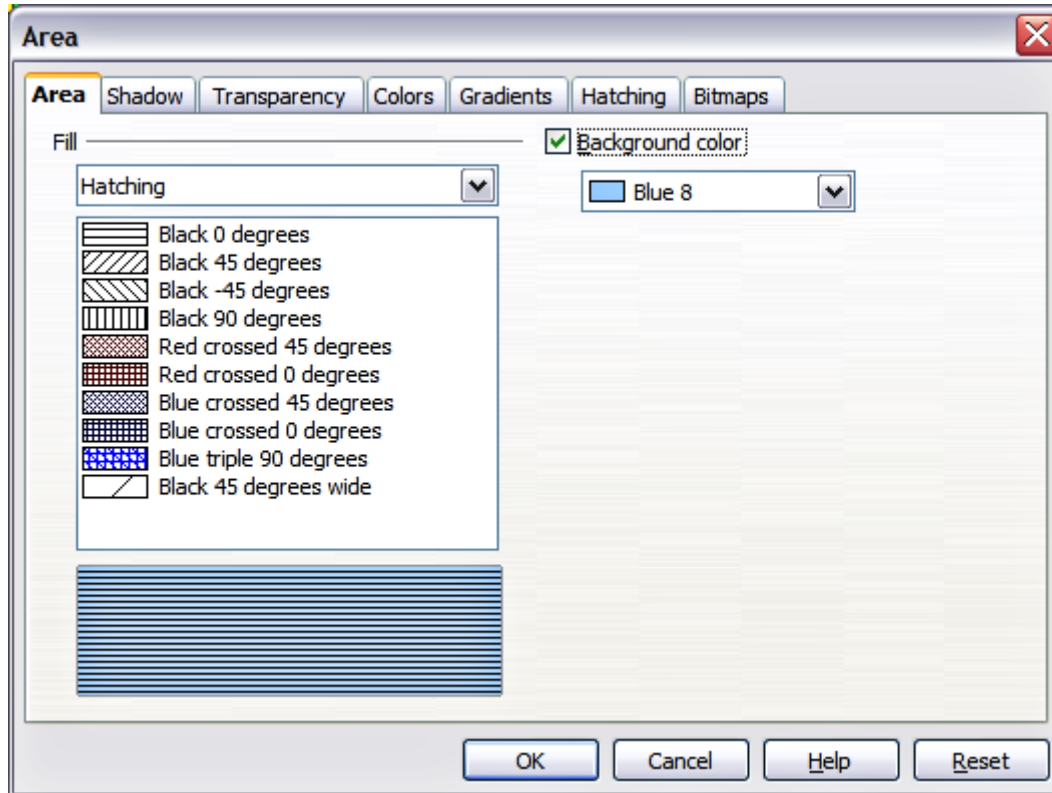 Area
Area Shadow Transparency Colors Gradients Hatching Bitmaps
Fill
Hatching
Black 0 degrees
Black 45 degrees
Black -45 degrees
Black 90 degrees
Red crossed 45 degrees
Red crossed 0 degrees
Blue crossed 45 degrees
Blue crossed 0 degrees
Blue triple 90 degrees
Black 45 degrees wide
Background color
Blue 8
OK Cancel Help Reset